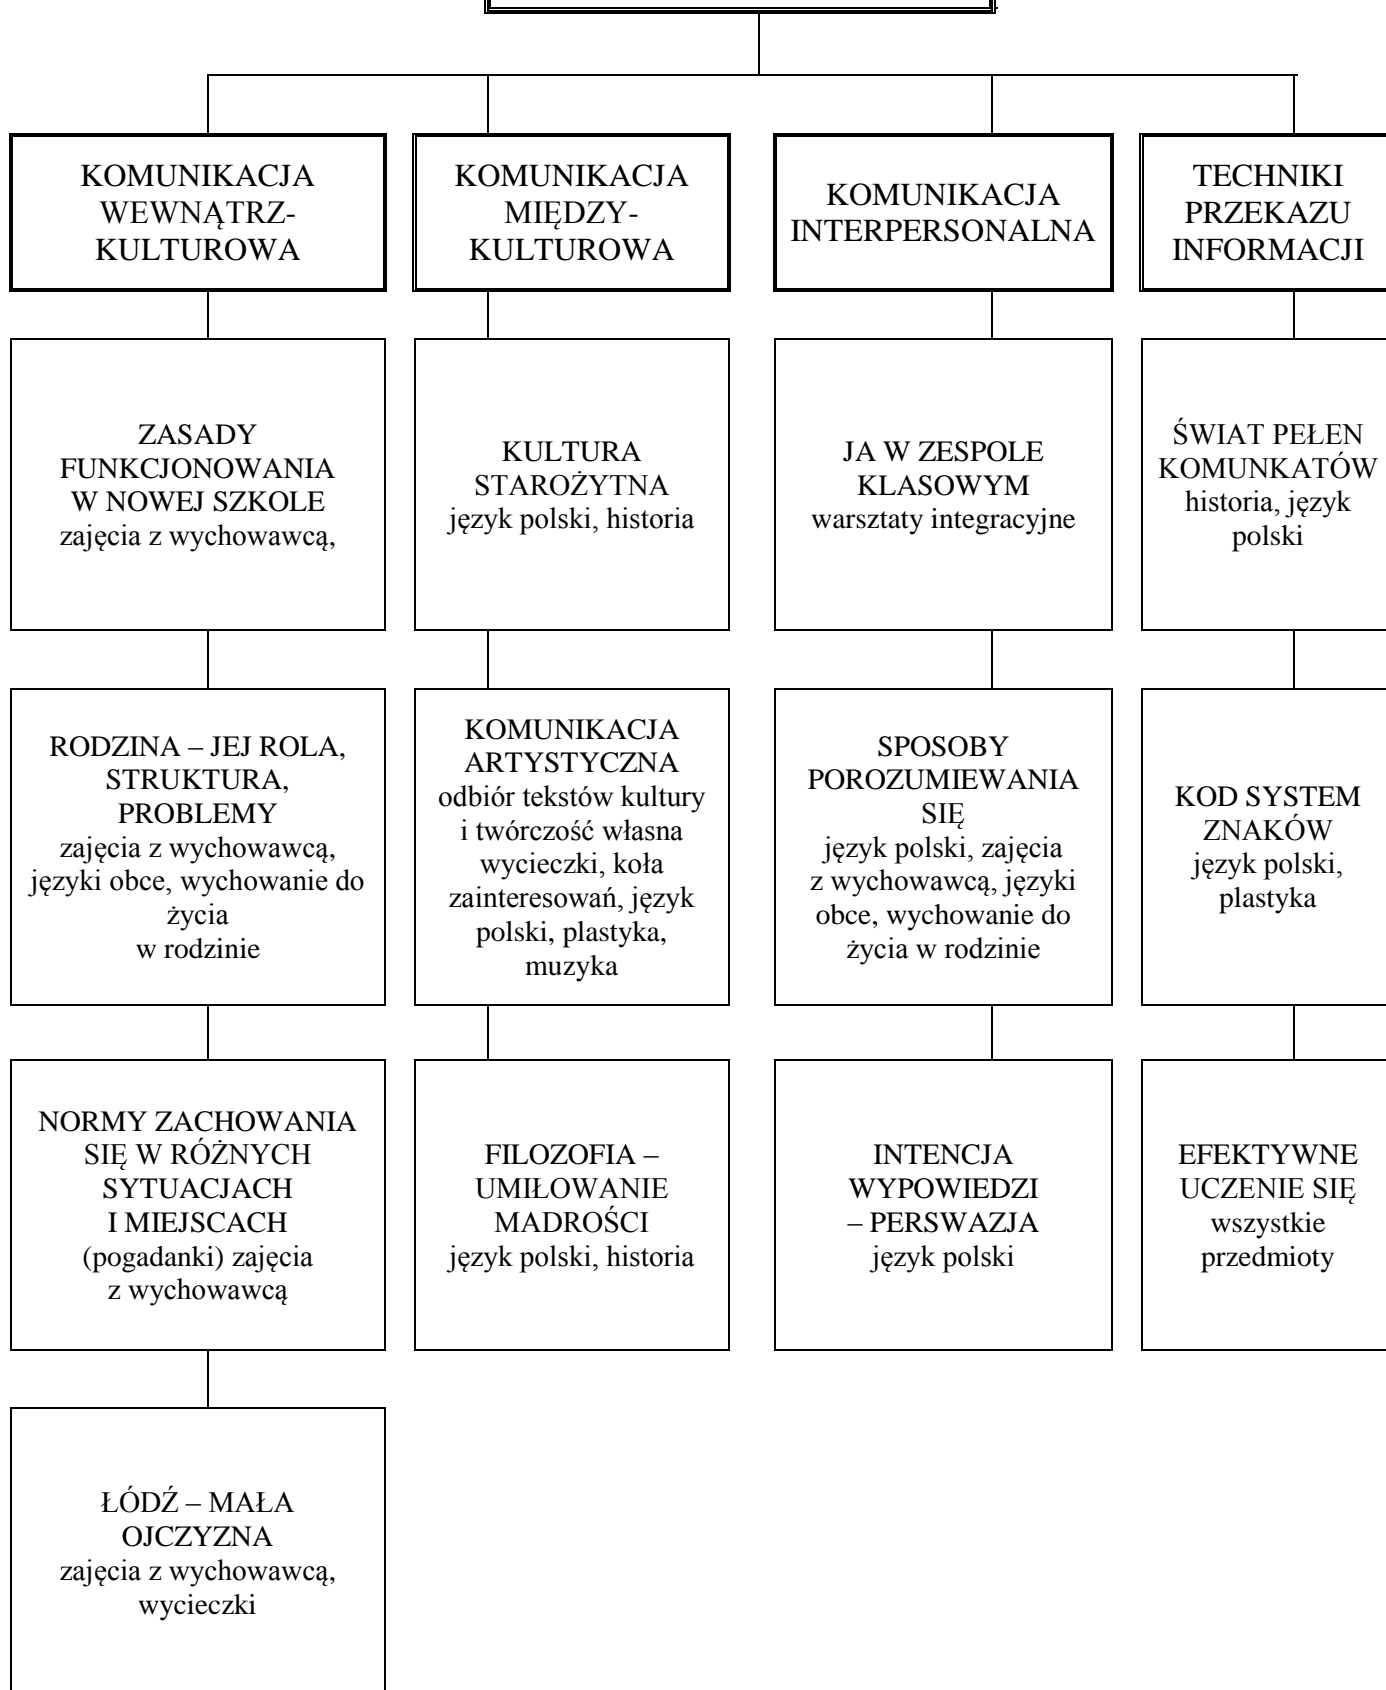 KOMUNIKACJA
WEWNĄTRZ-
KULTUROWA
KOMUNIKACJA
MIĘDZY-
KULTUROWA
KOMUNIKACJA
INTERPERSONALNA
TECHNIKI
PRZEKAZU
INFORMACJI
ZASADY
FUNKCJONOWANIA
W NOWEJ SZKOLE
zajęcia z wychowawcą,
KULTURA
STAROŻYTNA
język polski, historia
JA W ZESPOLE
KLASOWYM
warsztaty integracyjne
ŚWIAT PEŁEN
KOMUNKATÓW
historia, język
polski
RODZINA – JEJ ROLA,
STRUKTURA,
PROBLEMY
zajęcia z wychowawcą,
języki obce, wychowanie do
życia
w rodzinie
KOMUNIKACJA
ARTYSTYCZNA
odbiór tekstów kultury
i twórczość własna
wycieczki, koła
zainteresowań, język
polski, plastyka,
muzyka
SPOSOBY
POROZUMIEWANIA
SIĘ
język polski, zajęcia
z wychowawcą, języki
obce, wychowanie do
życia w rodzinie
KOD SYSTEM
ZNAKÓW
język polski,
plastyka
NORMY ZACHOWANIA
SIĘ W RÓŻNYCH
SYTUACJACH
I MIEJSCACH
(pogadanki) zajęcia
z wychowawcą
FILOZOFIA –
UMIŁOWANIE
MADROŚCI
język polski, historia
INTENCJA
WYPOWIEDZI
– PERSWAZJA
język polski
EFEKTYWNE
UCZENIE SIĘ
wszystkie
przedmioty
ŁÓDŹ – MAŁA
OJCZYZNA
zajęcia z wychowawcą,
wycieczki